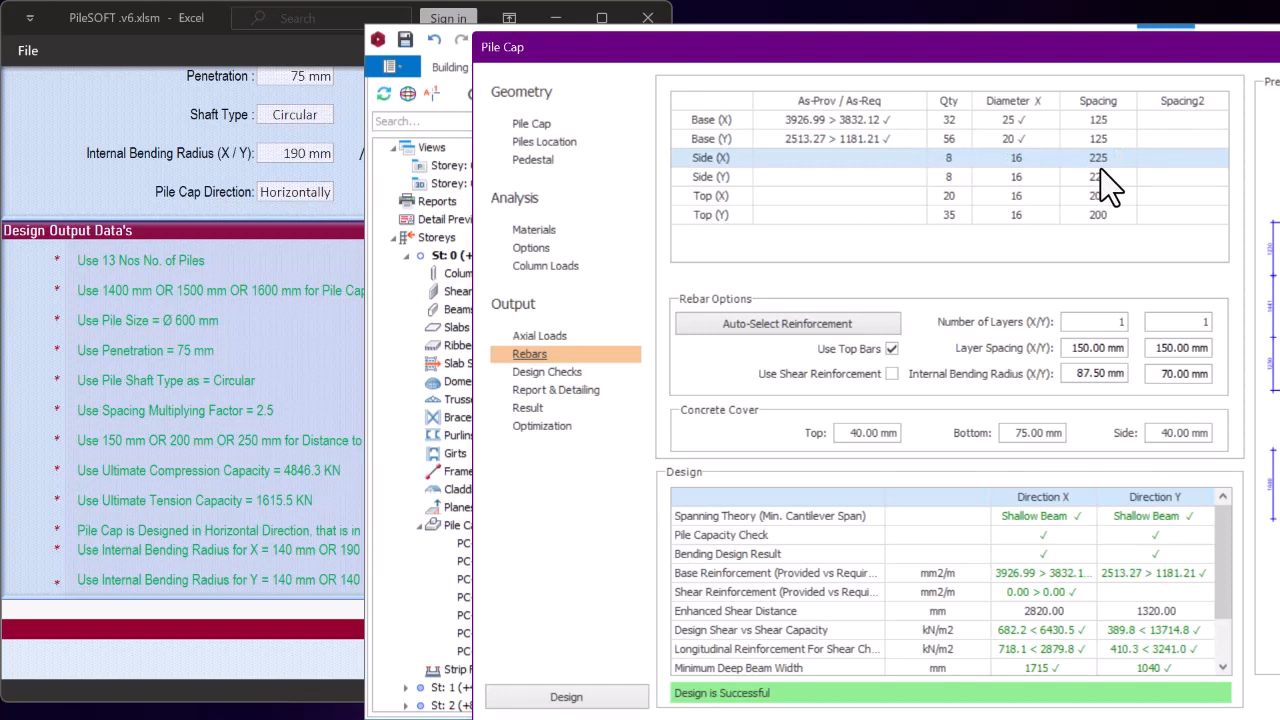 PileSOFT .v6.xlsm - Excel
Search
Sign in
File
Penetration : 75 mm
Shaft Type : Circular
Internal Bending Radius (X / Y): 190 mm /
Pile Cap Direction: Horizontally
Design Output Data's
* Use 13 Nos No. of Piles
* Use 1400 mm OR 1500 mm OR 1600 mm for Pile Cap
* Use Pile Size = Ø 600 mm
* Use Penetration = 75 mm
* Use Pile Shaft Type as = Circular
* Use Spacing Multiplying Factor = 2.5
* Use 150 mm OR 200 mm OR 250 mm for Distance to
* Use Ultimate Compression Capacity = 4846.3 KN
* Use Ultimate Tension Capacity = 1615.5 KN
* Pile Cap is Designed in Horizontal Direction, that is in
* Use Internal Bending Radius for X = 140 mm OR 190
* Use Internal Bending Radius for Y = 140 mm OR 140
Building
Search...
Views
Storey:
Storey:
Reports
Detail Previ
Storeys
St: 0 (+
Colum
Shear
Beams
Slabs
Ribbe
Slab S
Dome
Trusse
Brace
Purlin
Girts
Frame
Claddi
Planes
Pile Ca
PC
PC
PC
PC
PC
PC
PC
Strip F
St: 1 (+
St: 2 (+8
Pile Cap
Geometry
Pile Cap
Piles Location
Pedestal
Analysis
Materials
Options
Column Loads
Output
Axial Loads
Rebars
Design Checks
Report & Detailing
Result
Optimization
Design
As-Prov / As-Req Qty Diameter X Spacing Spacing2
Base (X) 3926.99 > 3832.12 ✓ 32 25 ✓ 125
Base (Y) 2513.27 > 1181.21 ✓ 56 20 ✓ 125
Side (X) 8 16 225
Side (Y) 8 16
Top (X) 20 16
Top (Y) 35 16 200
Rebar Options
Auto-Select Reinforcement
Number of Layers (X/Y): 1 1
Use Top Bars ✓ Layer Spacing (X/Y): 150.00 mm 150.00 mm
Use Shear Reinforcement Internal Bending Radius (X/Y): 87.50 mm 70.00 mm
Concrete Cover
Top: 40.00 mm Bottom: 75.00 mm Side: 40.00 mm
Design
Direction X Direction Y
Spanning Theory (Min. Cantilever Span) Shallow Beam ✓ Shallow Beam ✓
Pile Capacity Check ✓ ✓
Bending Design Result ✓ ✓
Base Reinforcement (Provided vs Requir... mm2/m 3926.99 > 3832.1... 2513.27 > 1181.21 ✓
Shear Reinforcement (Provided vs Requi... mm2/m 0.00 > 0.00 ✓
Enhanced Shear Distance mm 2820.00 1320.00
Design Shear vs Shear Capacity kN/m2 682.2 < 6430.5 ✓ 389.8 < 13714.8 ✓
Longitudinal Reinforcement For Shear Ch... kN/m2 718.1 < 2879.8 ✓ 410.3 < 3241.0 ✓
Minimum Deep Beam Width mm 1715 ✓ 1040 ✓
Design is Successful
Pre